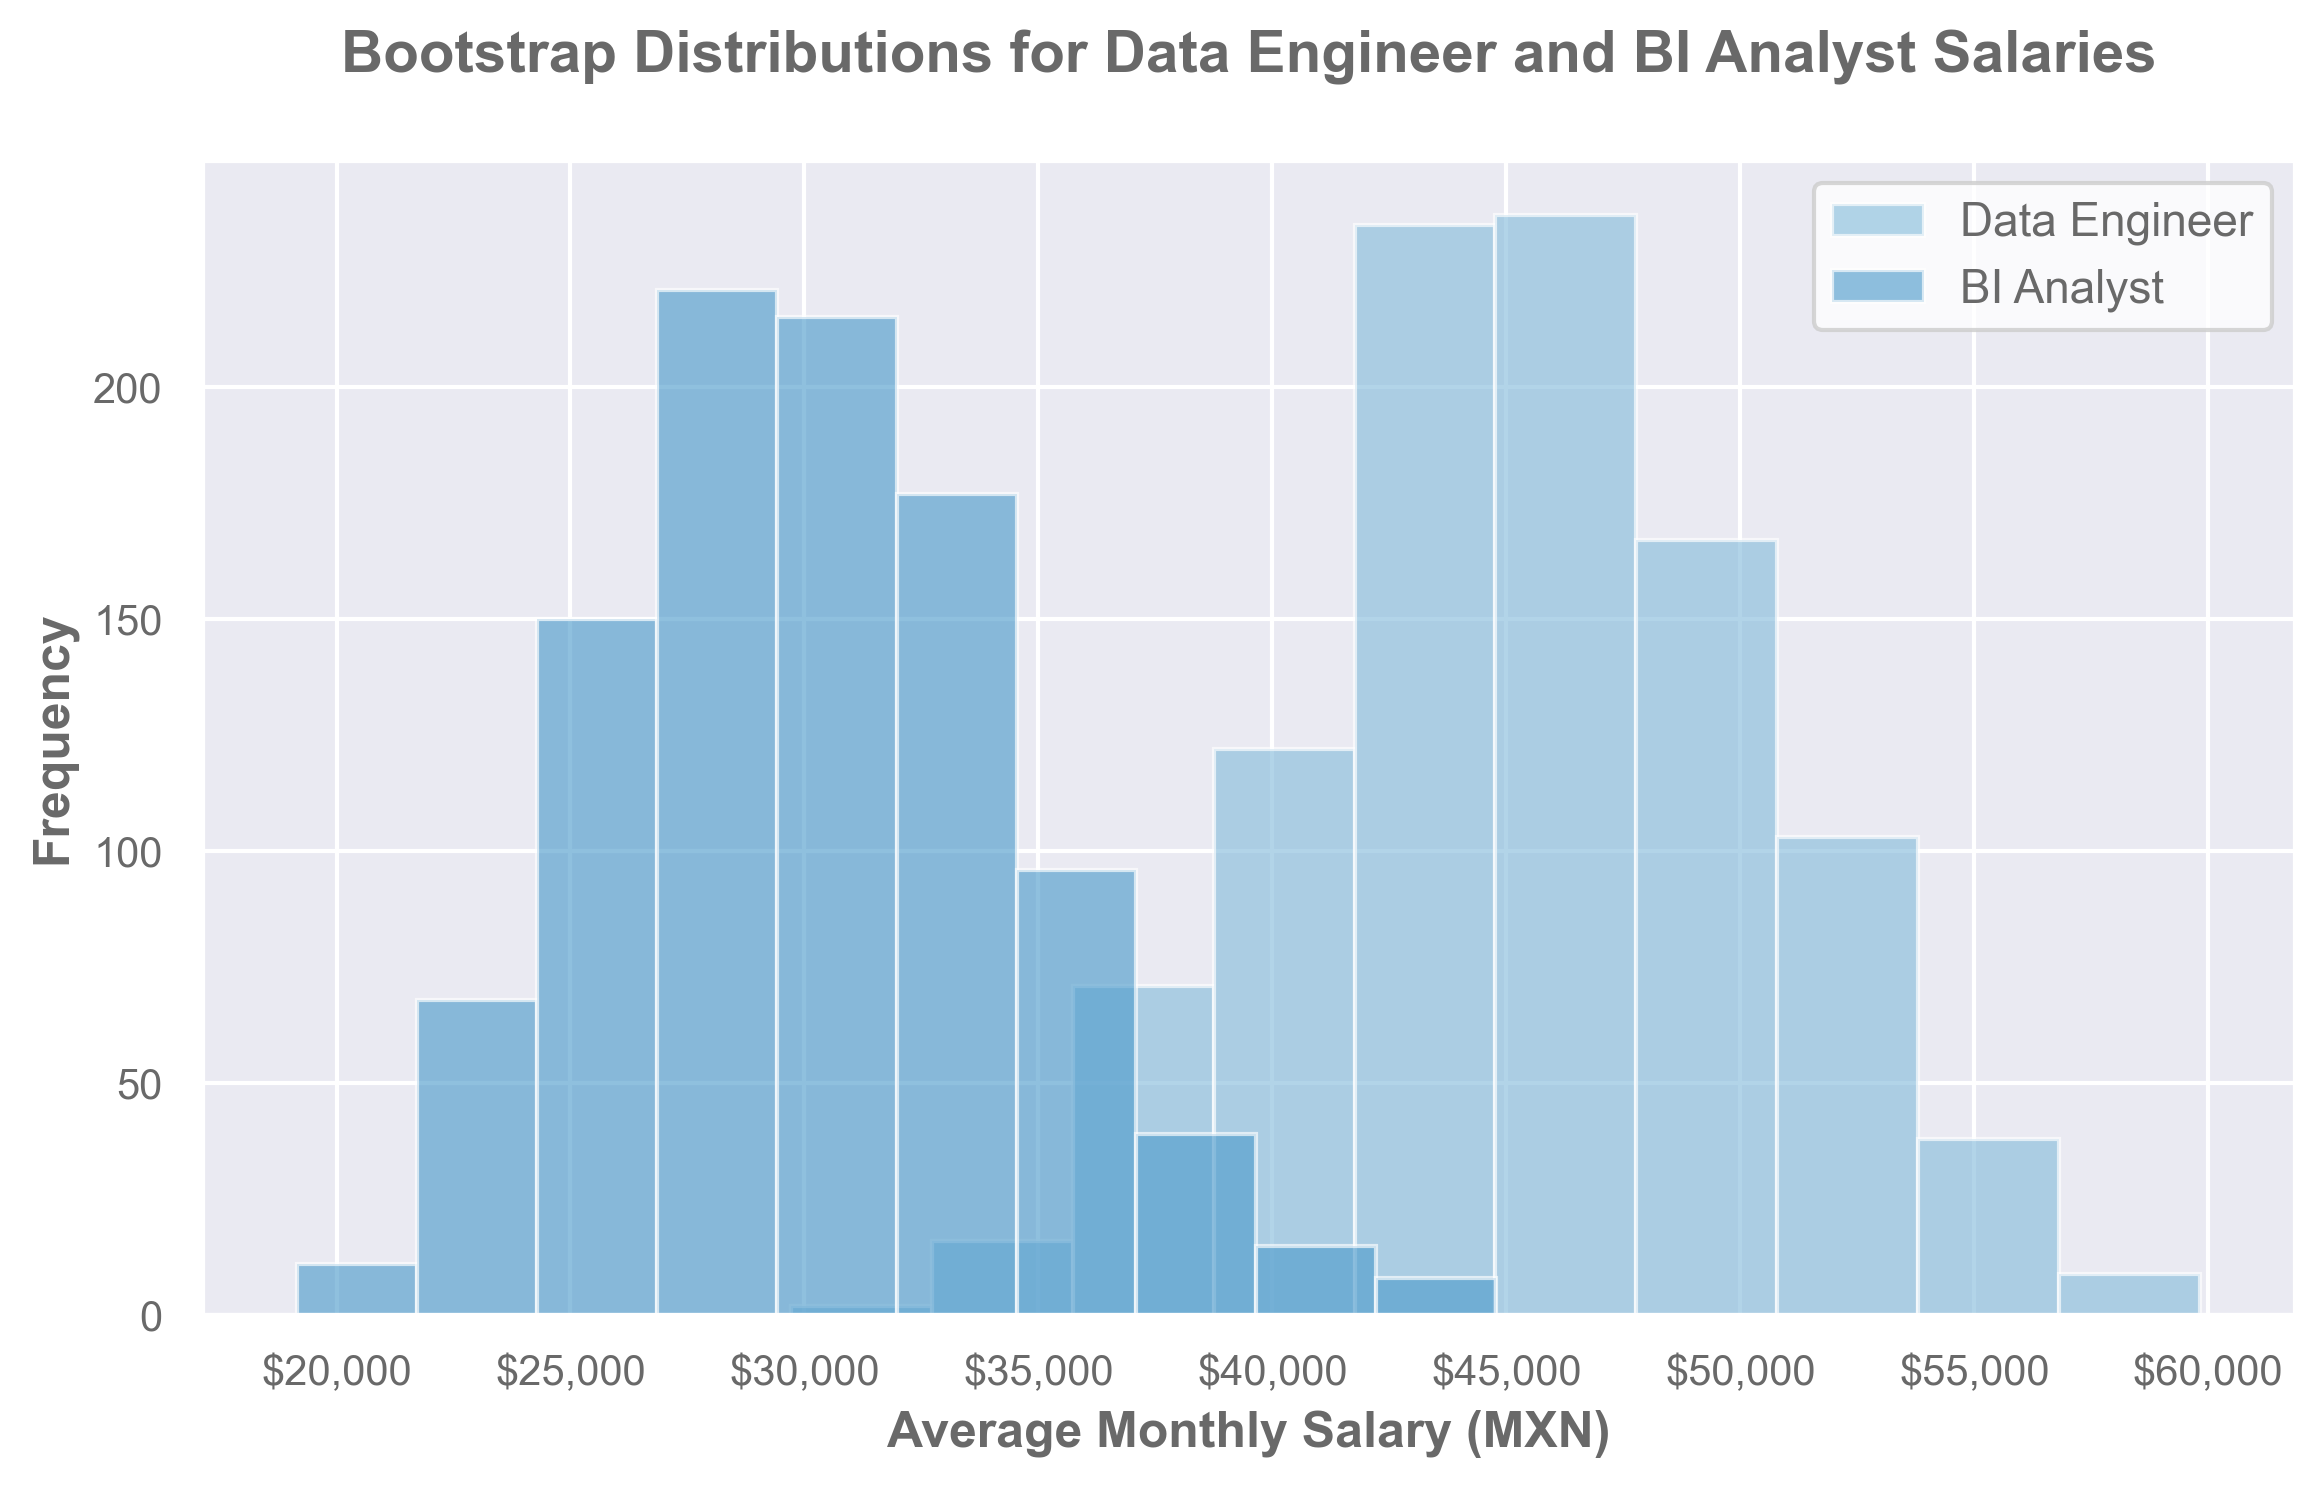 Bootstrap Distributions for Data Engineer and BI Analyst Salaries
Data Engineer
BI Analyst
Frequency
200
150
100
50
0
$20,000 $25,000 $30,000 $35,000 $40,000 $45,000 $50,000 $55,000 $60,000
Average Monthly Salary (MXN)